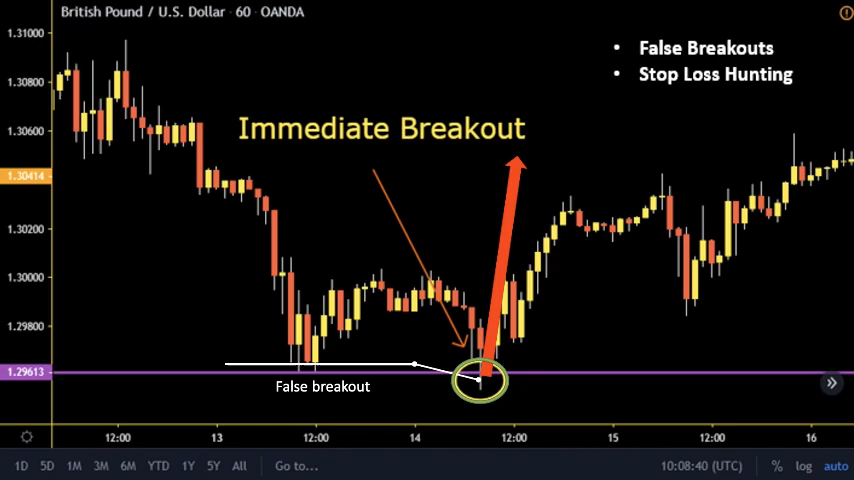 British Pound / U.S. Dollar · 60 · OANDA
• False Breakouts
• Stop Loss Hunting
Immediate Breakout
False breakout
1.31000
1.30800
1.30600
1.30414
1.30200
1.30000
1.29800
1.29613
12:00 13 12:00 14 12:00 15 12:00 16
1D 5D 1M 3M 6M YTD 1Y 5Y All Go to... 10:08:40 (UTC) % log auto